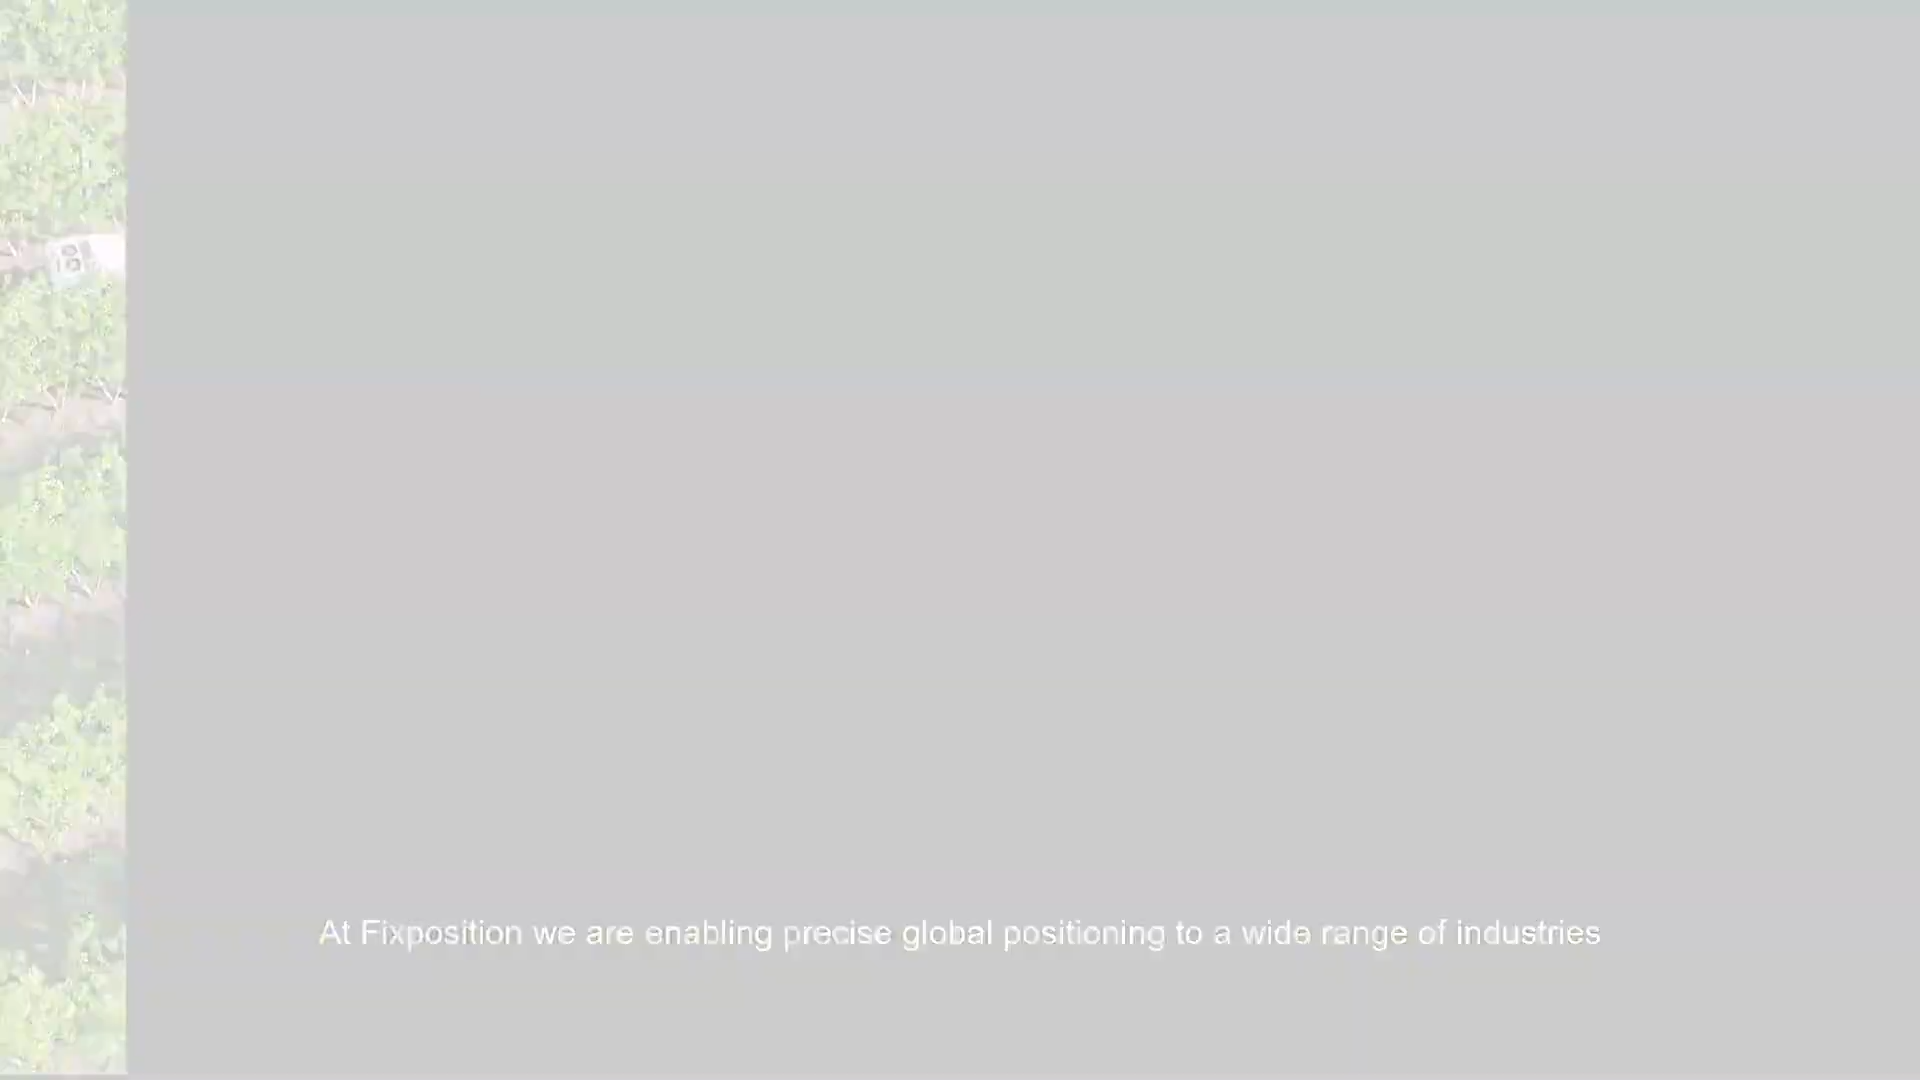 At Fixposition we are enabling precise global positioning to a wide range of industries